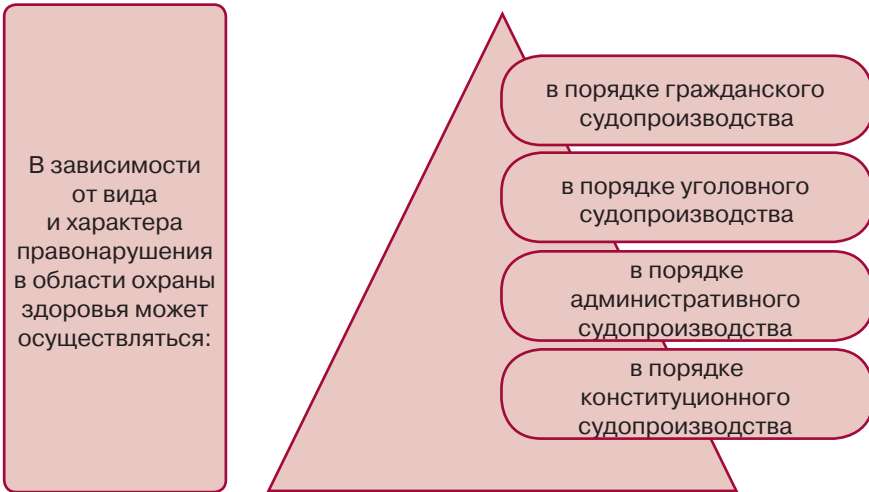 В зависимости
от вида
и характера
правонарушения
в области охраны
здоровья может
осуществляться:
в порядке гражданского
судопроизводства
в порядке уголовного
судопроизводства
в порядке
административного
судопроизводства
в порядке
конституционного
судопроизводства